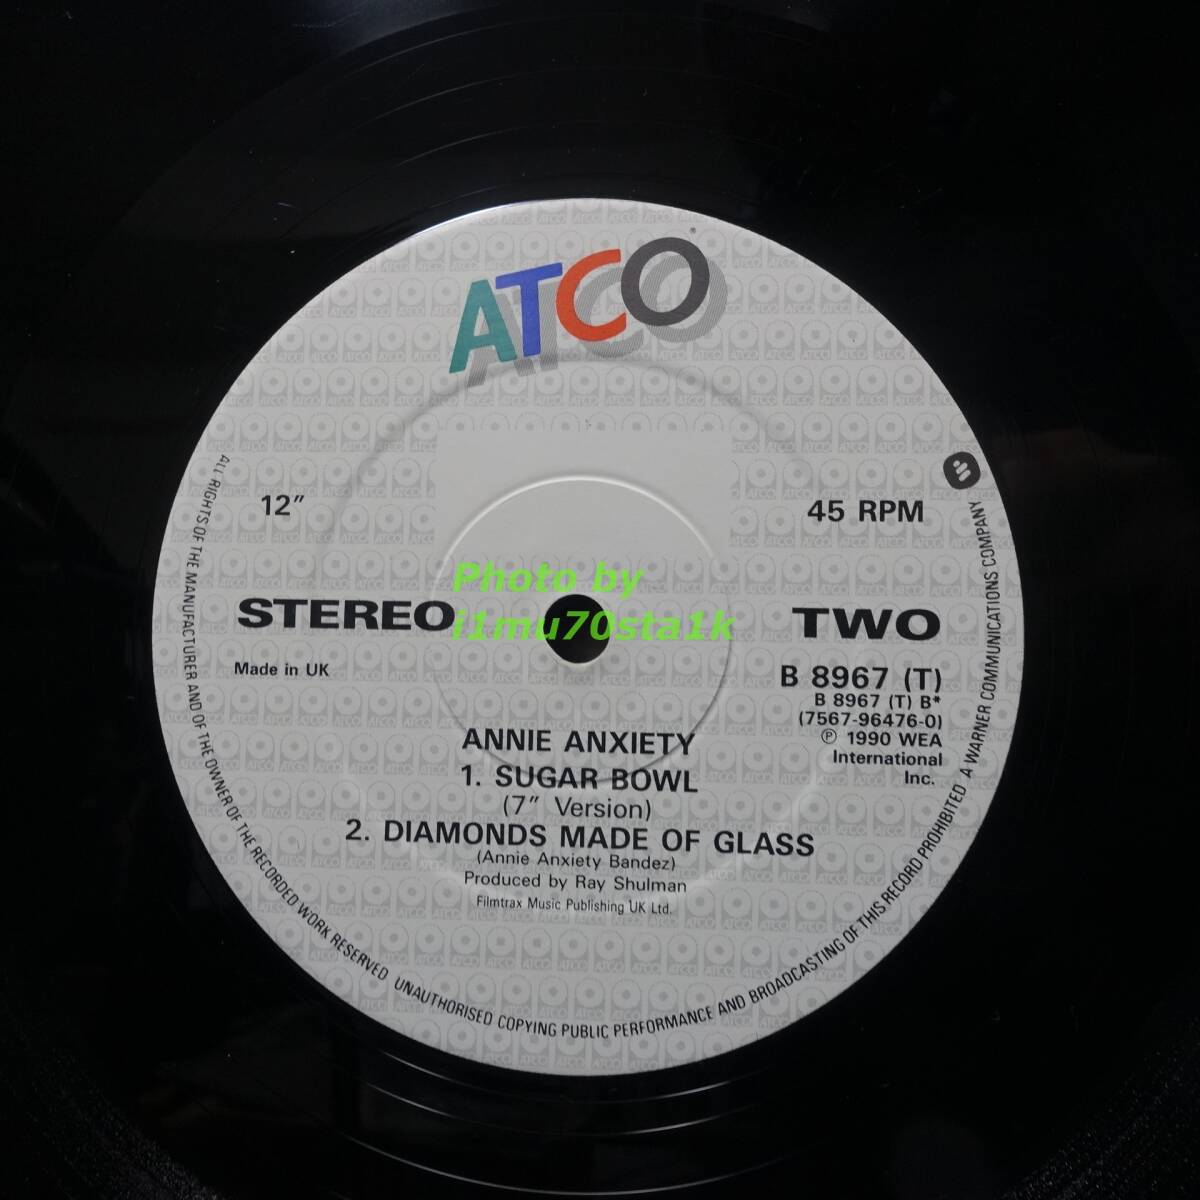 ATCO
®
12″
45 RPM
STEREO
TWO
Made in UK
B 8967 (T)
B 8967 (T) B*
(7567-96476-0)
℗ 1990 WEA
International
Inc.
ANNIE ANXIETY
1. SUGAR BOWL
(7″ Version)
2. DIAMONDS MADE OF GLASS
(Annie Anxiety Bandez)
Produced by Ray Shulman
Filmtrax Music Publishing UK Ltd.
ALL RIGHTS OF THE MANUFACTURER AND OF THE OWNER OF THE RECORDED WORK RESERVED UNAUTHORISED COPYING PUBLIC PERFORMANCE AND BROADCASTING OF THIS RECORD PROHIBITED A WARNER COMMUNICATIONS COMPANY
Photo by
i1mu70sta1k